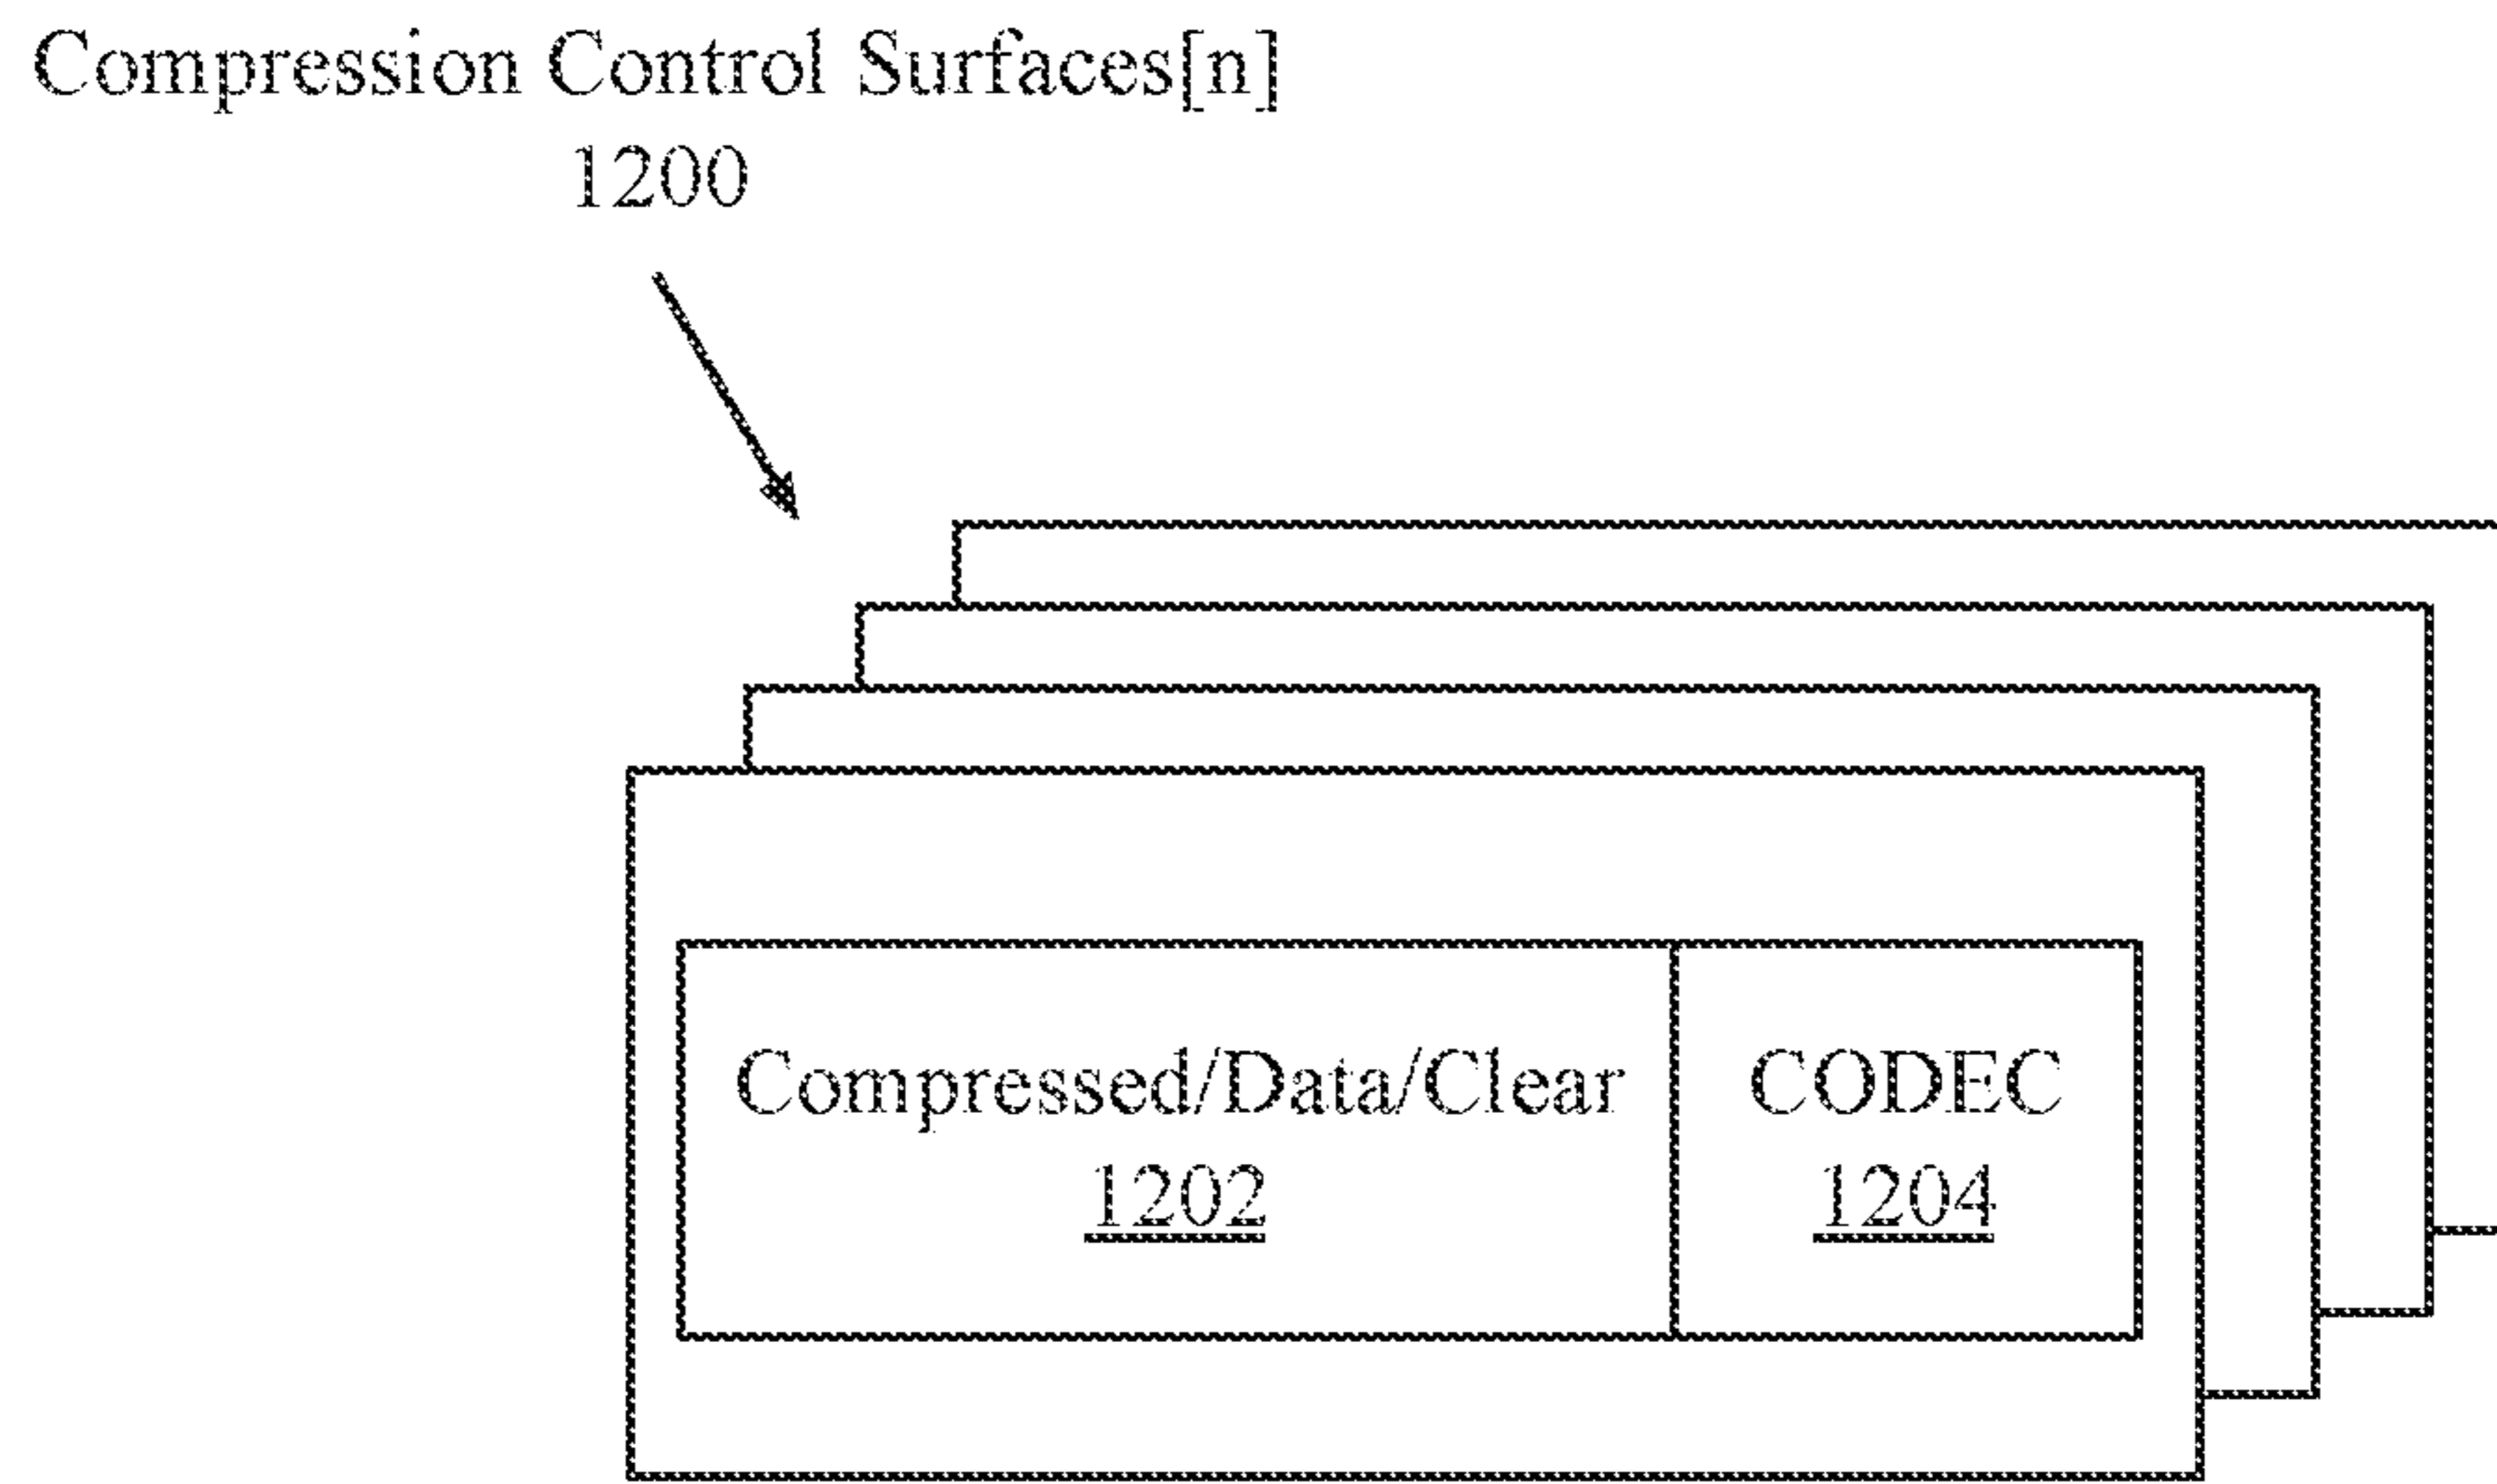 Compression Control Surfaces[n]
1200
Compressed/Data/Clear
1202
CODEC
1204